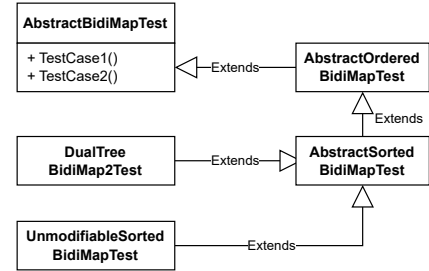 AbstractBidiMapTest
+ TestCase1()
+ TestCase2()
Extends
AbstractOrdered
BidiMapTest
Extends
DualTree
BidiMap2Test
Extends
AbstractSorted
BidiMapTest
UnmodifiableSorted
BidiMapTest
Extends